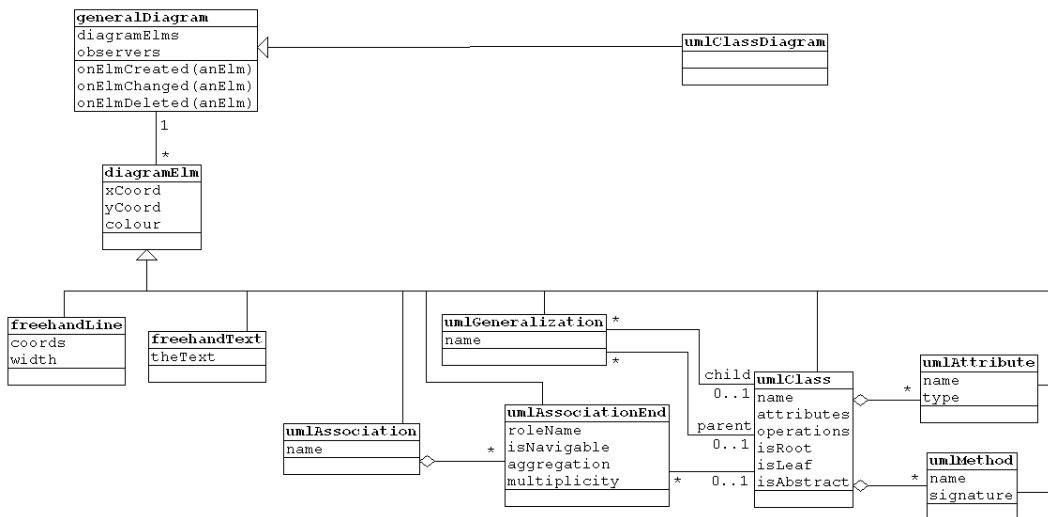 generalDiagram
diagramElms
observers
onElmCreated(anElm)
onElmChanged(anElm)
onElmDeleted(anElm)
umlClassDiagram
1
*
diagramElm
xCoord
yCoord
colour
freehandLine
coords
width
freehandText
theText
umlGeneralization
name
*
*
umlAssociation
name
*
umlAssociationEnd
roleName
isNavigable
aggregation
multiplicity
*
child
0..1
parent
0..1
0..1
umlClass
name
attributes
operations
isRoot
isLeaf
isAbstract
*
umlAttribute
name
type
*
umlMethod
name
signature